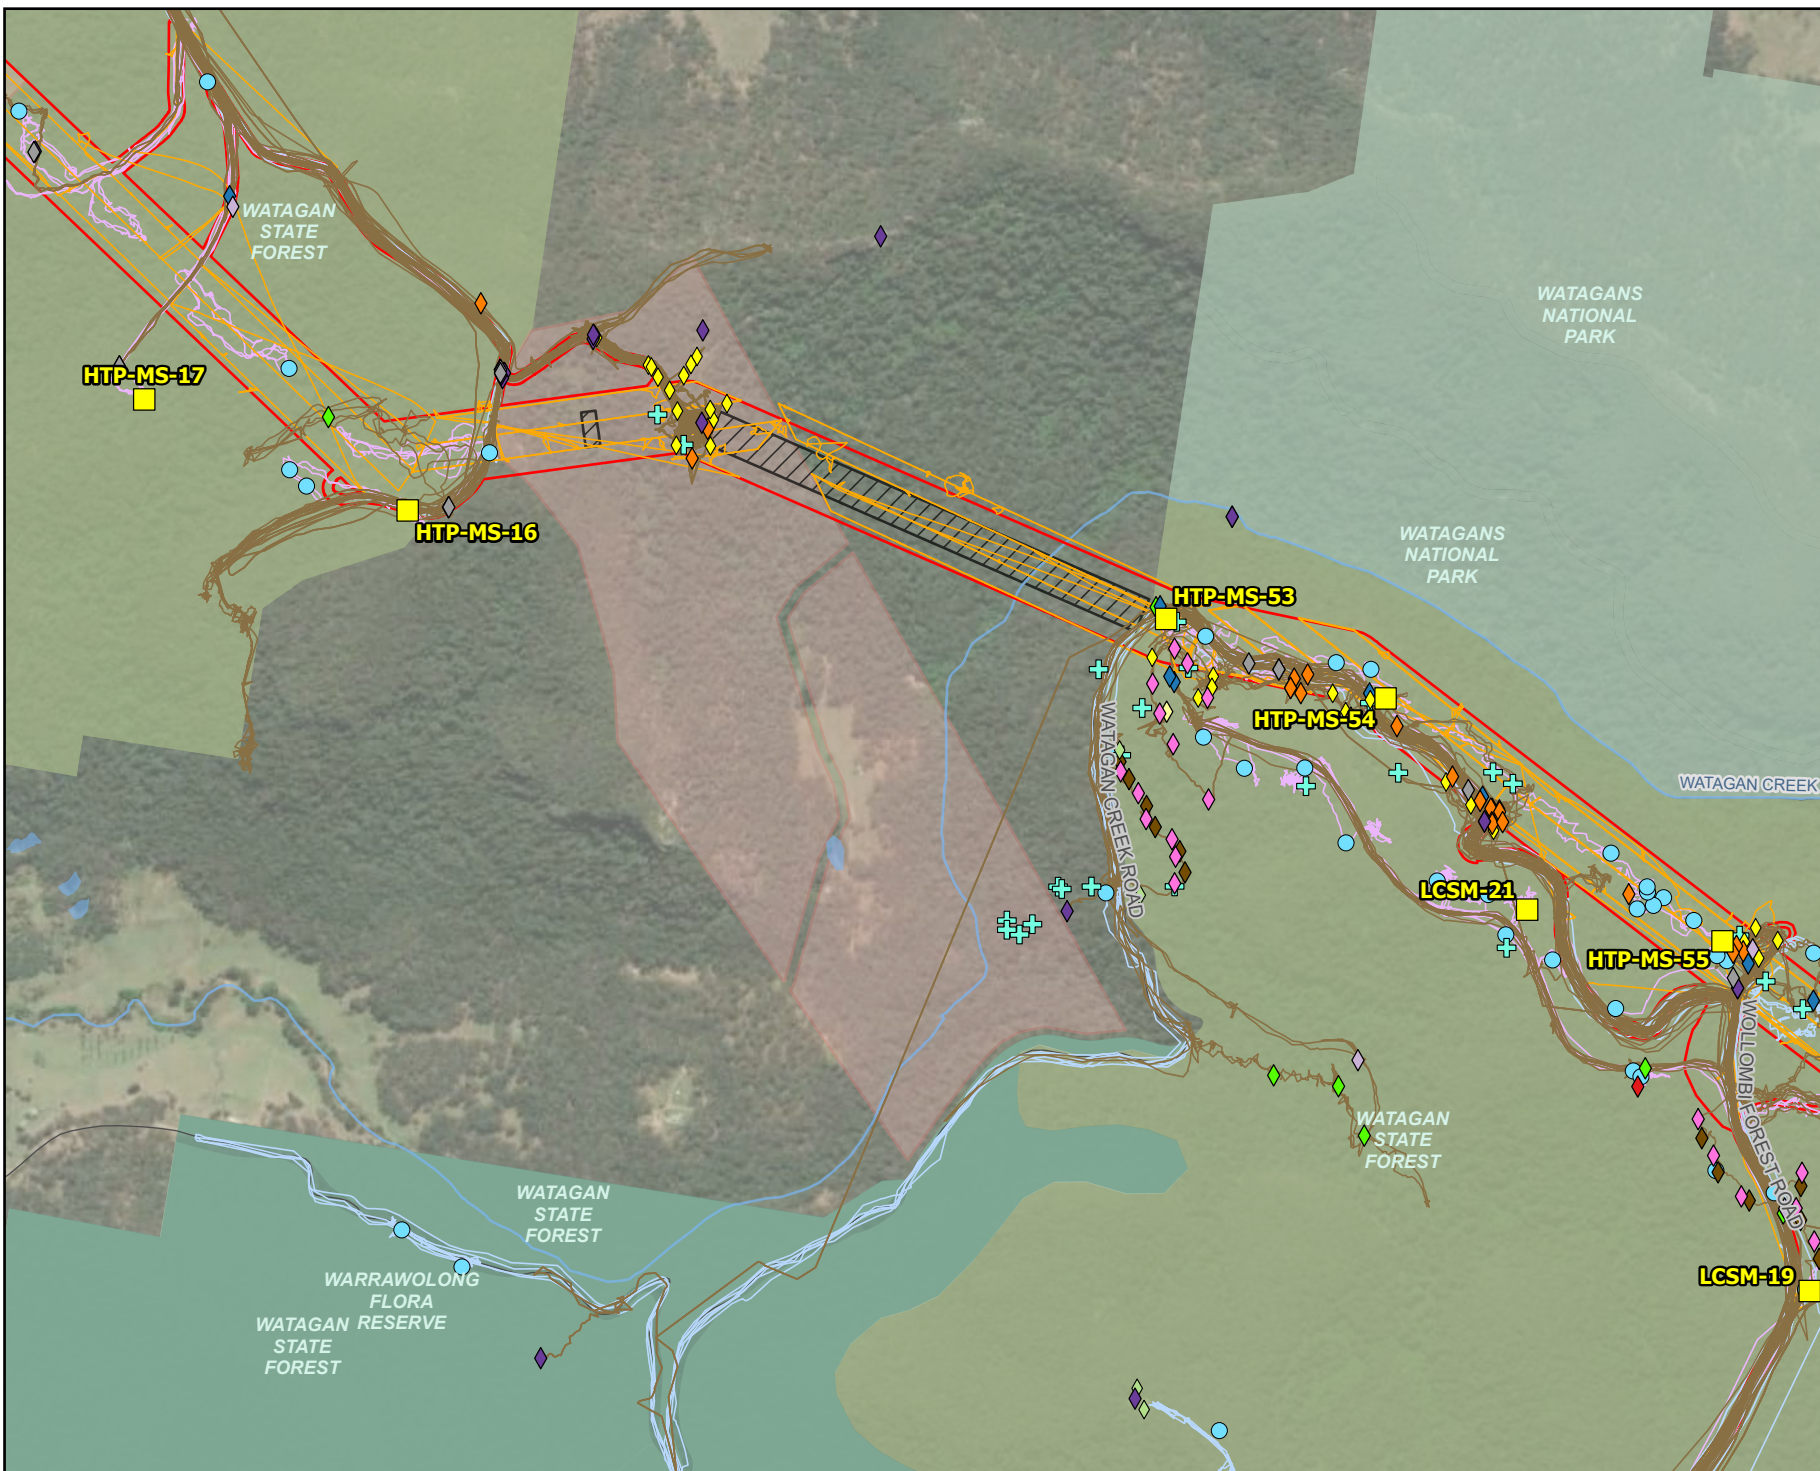 WATAGAN
STATE
FOREST
WATAGANS
NATIONAL
PARK
HTP-MS-17
HTP-MS-16
WATAGANS
NATIONAL
PARK
HTP-MS-53
HTP-MS-54
WATAGAN CREEK
WATAGAN CREEK ROAD
LCSM-21
HTP-MS-55
WOLLOMBI FOREST ROAD
WATAGAN
STATE
FOREST
WATAGAN
STATE
FOREST
WARRAWOLONG
FLORA
RESERVE
WATAGAN
STATE
FOREST
LCSM-19